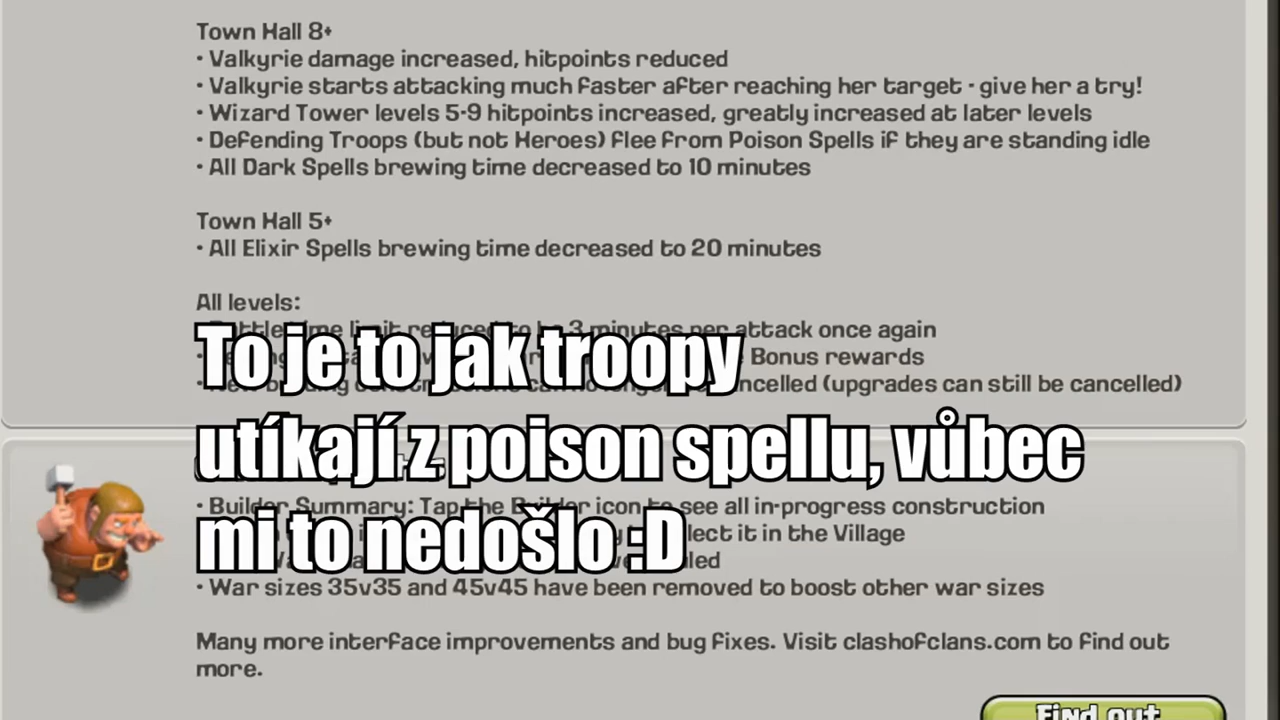 Town Hall 8+
• Valkyrie damage increased, hitpoints reduced
• Valkyrie starts attacking much faster after reaching her target - give her a try!
• Wizard Tower levels 5-9 hitpoints increased, greatly increased at later levels
• Defending Troops (but not Heroes) flee from Poison Spells if they are standing idle
• All Dark Spells brewing time decreased to 10 minutes
Town Hall 5+
• All Elixir Spells brewing time decreased to 20 minutes
All levels:
3 minutes per attack once again
To je to jak troopy
Bonus rewards
cancelled (upgrades can still be cancelled)
utíkají z poison spellu, vůbec
• Builder Summary: Tap the Builder icon to see all in-progress construction
mi to nedošlo :D
it in the Village
• War sizes 35v35 and 45v45 have been removed to boost other war sizes
Many more interface improvements and bug fixes. Visit clashofclans.com to find out
more.
Find out